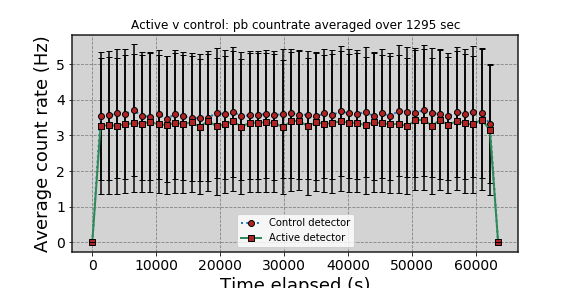 Active v control: pb countrate averaged over 1295 sec
Average count rate (Hz)
5
4
3
2
1
0
Control detector
Active detector
0 10000 20000 30000 40000 50000 60000
Time elapsed (s)